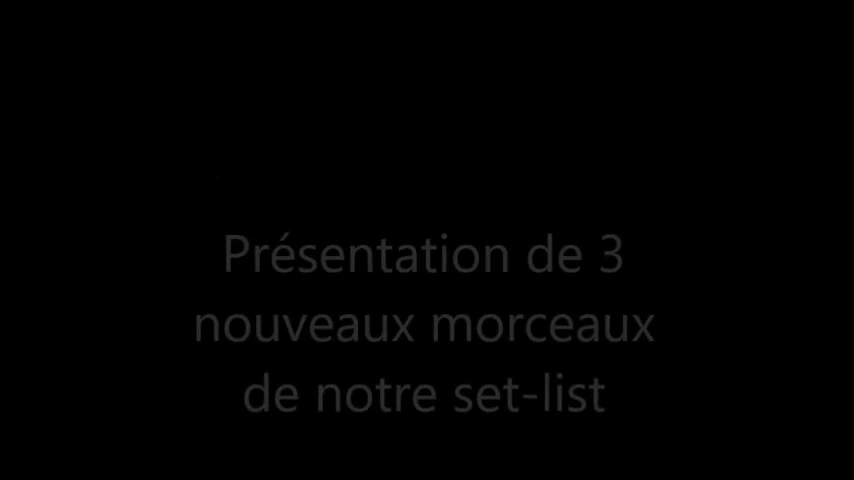 Présentation de 3
nouveaux morceaux
de notre set-list